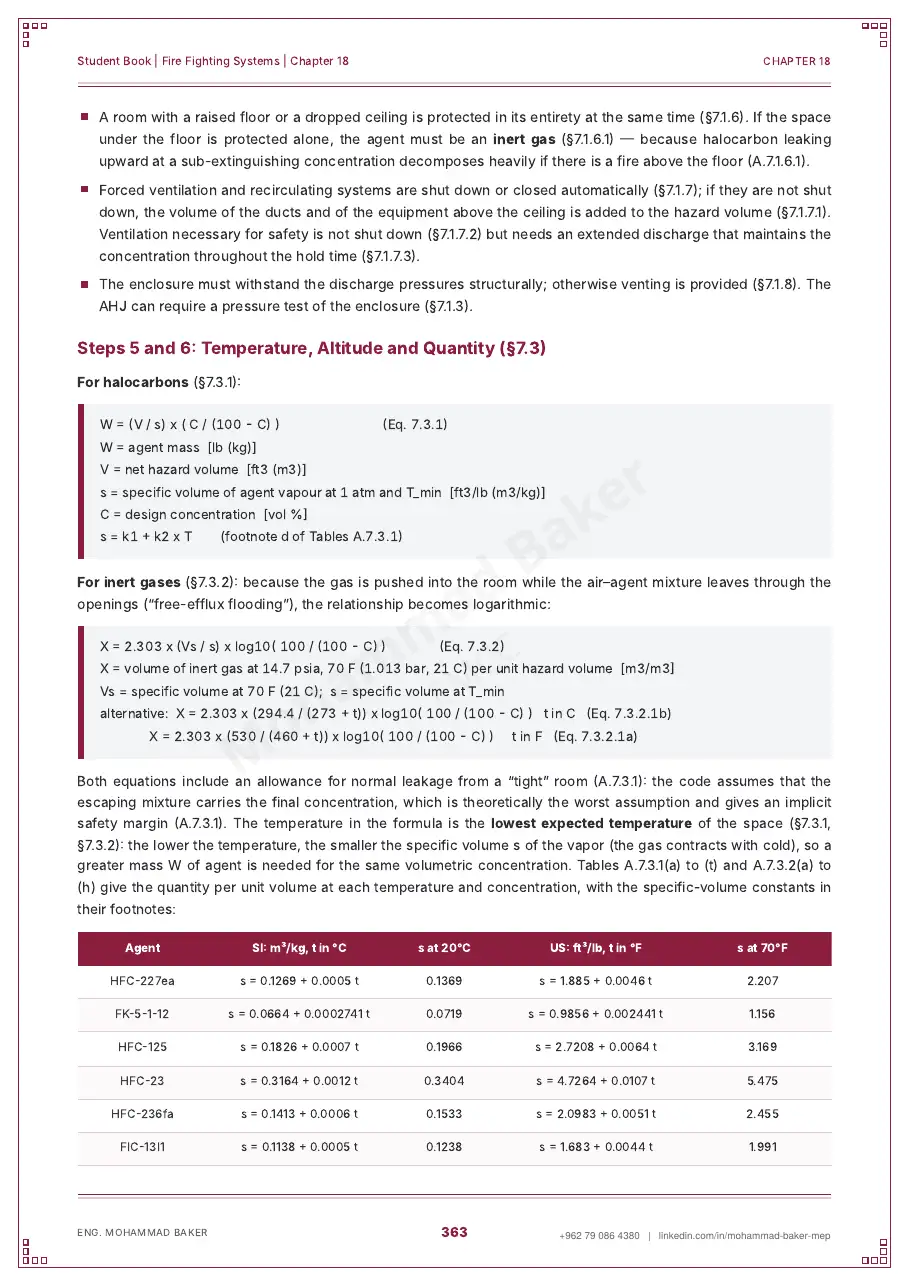 Student Book | Fire Fighting Systems | Chapter 18
CHAPTER 18
A room with a raised floor or a dropped ceiling is protected in its entirety at the same time (§7.1.6). If the space
under the floor is protected alone, the agent must be an inert gas (§7.1.6.1) — because halocarbon leaking
upward at a sub-extinguishing concentration decomposes heavily if there is a fire above the floor (A.7.1.6.1).
Forced ventilation and recirculating systems are shut down or closed automatically (§7.1.7); if they are not shut
down, the volume of the ducts and of the equipment above the ceiling is added to the hazard volume (§7.1.7.1).
Ventilation necessary for safety is not shut down (§7.1.7.2) but needs an extended discharge that maintains the
concentration throughout the hold time (§7.1.7.3).
The enclosure must withstand the discharge pressures structurally; otherwise venting is provided (§7.1.8). The
AHJ can require a pressure test of the enclosure (§7.1.3).
Steps 5 and 6: Temperature, Altitude and Quantity (§7.3)
For halocarbons (§7.3.1):
W = (V / s) x ( C / (100 - C) ) (Eq. 7.3.1)
W = agent mass [lb (kg)]
V = net hazard volume [ft3 (m3)]
s = specific volume of agent vapour at 1 atm and T_min [ft3/lb (m3/kg)]
C = design concentration [vol %]
s = k1 + k2 x T (footnote d of Tables A.7.3.1)
For inert gases (§7.3.2): because the gas is pushed into the room while the air–agent mixture leaves through the
openings (“free-efflux flooding”), the relationship becomes logarithmic:
X = 2.303 x (Vs / s) x log10( 100 / (100 - C) ) (Eq. 7.3.2)
X = volume of inert gas at 14.7 psia, 70 F (1.013 bar, 21 C) per unit hazard volume [m3/m3]
Vs = specific volume at 70 F (21 C); s = specific volume at T_min
alternative: X = 2.303 x (294.4 / (273 + t)) x log10( 100 / (100 - C) ) t in C (Eq. 7.3.2.1b)
X = 2.303 x (530 / (460 + t)) x log10( 100 / (100 - C) ) t in F (Eq. 7.3.2.1a)
Mohammad Baker
Both equations include an allowance for normal leakage from a “tight” room (A.7.3.1): the code assumes that the
escaping mixture carries the final concentration, which is theoretically the worst assumption and gives an implicit
safety margin (A.7.3.1). The temperature in the formula is the lowest expected temperature of the space (§7.3.1,
§7.3.2): the lower the temperature, the smaller the specific volume s of the vapor (the gas contracts with cold), so a
greater mass W of agent is needed for the same volumetric concentration. Tables A.7.3.1(a) to (t) and A.7.3.2(a) to
(h) give the quantity per unit volume at each temperature and concentration, with the specific-volume constants in
their footnotes:
Agent SI: m³/kg, t in °C s at 20°C US: ft³/lb, t in °F s at 70°F
HFC-227ea s = 0.1269 + 0.0005 t 0.1369 s = 1.885 + 0.0046 t 2.207
FK-5-1-12 s = 0.0664 + 0.0002741 t 0.0719 s = 0.9856 + 0.002441 t 1.156
HFC-125 s = 0.1826 + 0.0007 t 0.1966 s = 2.7208 + 0.0064 t 3.169
HFC-23 s = 0.3164 + 0.0012 t 0.3404 s = 4.7264 + 0.0107 t 5.475
HFC-236fa s = 0.1413 + 0.0006 t 0.1533 s = 2.0983 + 0.0051 t 2.455
FIC-13I1 s = 0.1138 + 0.0005 t 0.1238 s = 1.683 + 0.0044 t 1.991
ENG. MOHAMMAD BAKER
363
+962 79 086 4380 | linkedin.com/in/mohammad-baker-mep